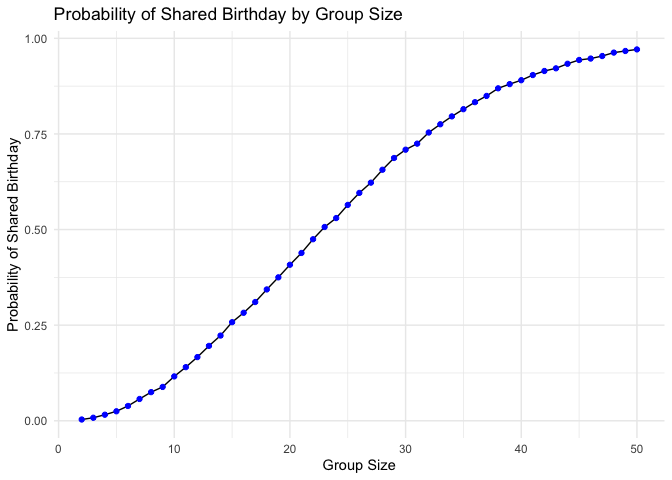 Probability of Shared Birthday by Group Size
1.00
0.75
0.50
0.25
0.00
Probability of Shared Birthday
0 10 20 30 40 50
Group Size